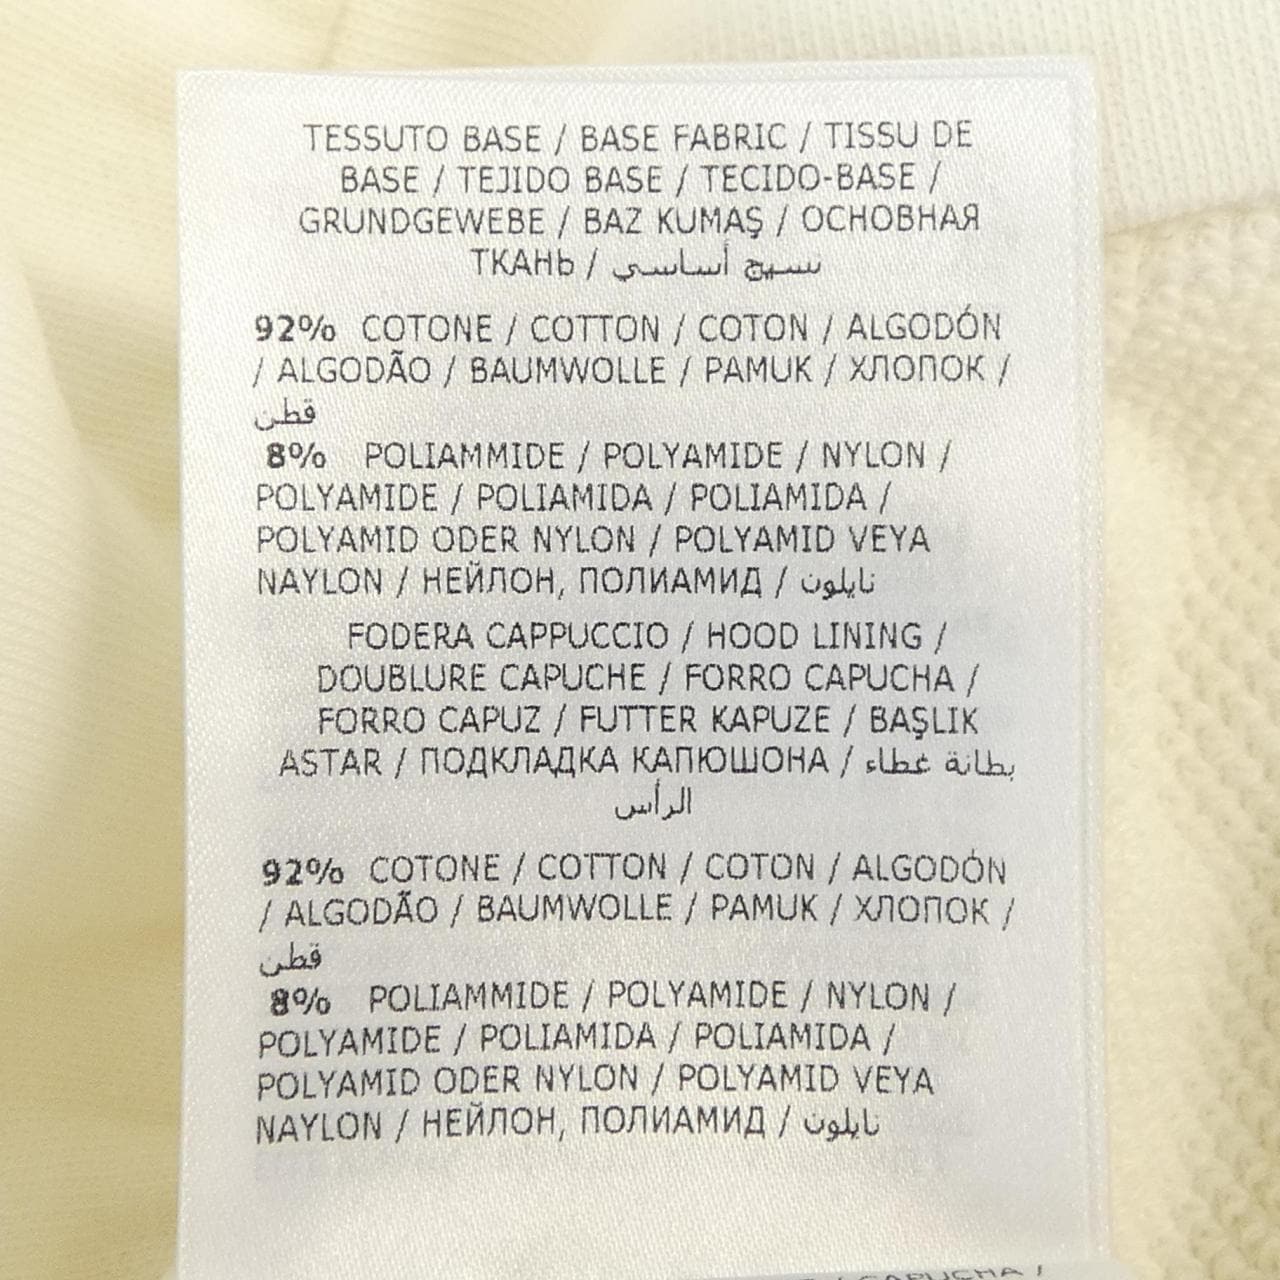 TESSUTO BASE / BASE FABRIC / TISSU DE
BASE / TEJIDO BASE / TECIDO-BASE /
GRUNDGEWEBE / BAZ KUMAŞ / ОСНОВНАЯ
ТКАНЬ / نسيج أساسي
92% COTONE / COTTON / COTON / ALGODÓN
/ ALGODÃO / BAUMWOLLE / PAMUK / ХЛОПОК /
قطن
8% POLIAMMIDE / POLYAMIDE / NYLON /
POLYAMIDE / POLIAMIDA / POLIAMIDA /
POLYAMID ODER NYLON / POLYAMID VEYA
NAYLON / НЕЙЛОН, ПОЛИАМИД / نايلون
FODERA CAPPUCCIO / HOOD LINING /
DOUBLURE CAPUCHE / FORRO CAPUCHA /
FORRO CAPUZ / FUTTER KAPUZE / BAŞLIK
ASTAR / ПОДКЛАДКА КАПЮШОНА / بطانة غطاء
الرأس
92% COTONE / COTTON / COTON / ALGODÓN
/ ALGODÃO / BAUMWOLLE / PAMUK / ХЛОПОК /
قطن
8% POLIAMMIDE / POLYAMIDE / NYLON /
POLYAMIDE / POLIAMIDA / POLIAMIDA /
POLYAMID ODER NYLON / POLYAMID VEYA
NAYLON / НЕЙЛОН, ПОЛИАМИД / نايلون
/ CAPUCHA /